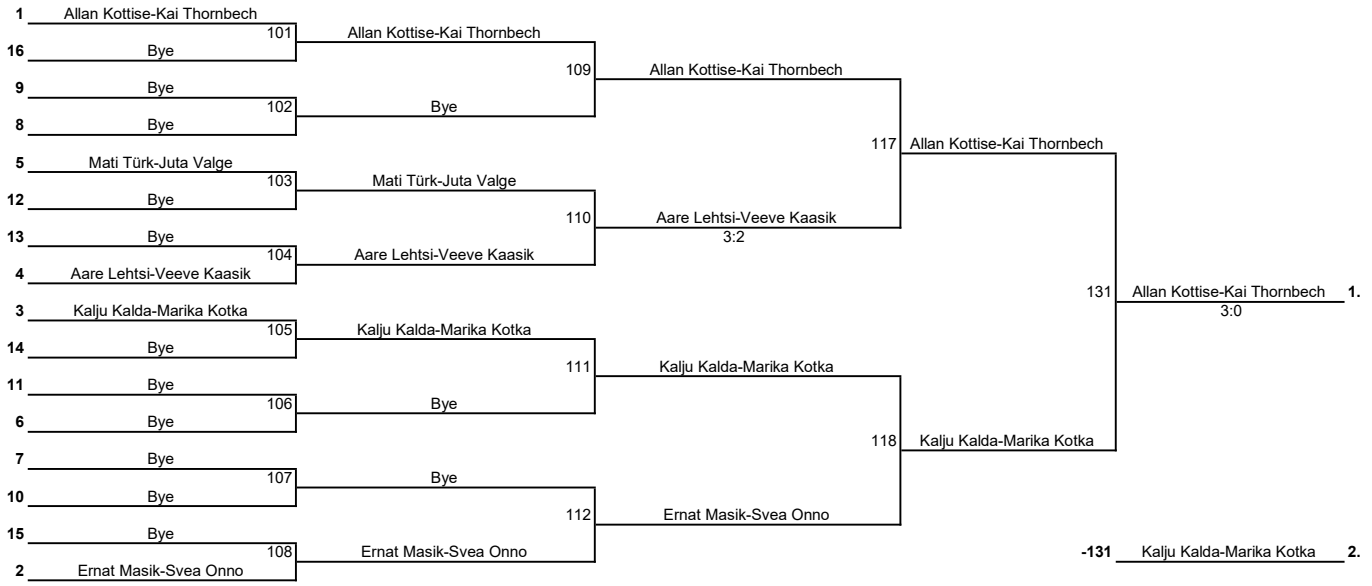 1 Allan Kottise-Kai Thornbech
101 Allan Kottise-Kai Thornbech
16 Bye
109 Allan Kottise-Kai Thornbech
9 Bye
102 Bye
8 Bye
117 Allan Kottise-Kai Thornbech
5 Mati Türk-Juta Valge
103 Mati Türk-Juta Valge
12 Bye
110 Aare Lehtsi-Veeve Kaasik
3:2
13 Bye
104 Aare Lehtsi-Veeve Kaasik
4 Aare Lehtsi-Veeve Kaasik
131 Allan Kottise-Kai Thornbech 1.
3:0
3 Kalju Kalda-Marika Kotka
105 Kalju Kalda-Marika Kotka
14 Bye
111 Kalju Kalda-Marika Kotka
11 Bye
106 Bye
6 Bye
118 Kalju Kalda-Marika Kotka
7 Bye
107 Bye
10 Bye
112 Ernat Masik-Svea Onno
15 Bye
108 Ernat Masik-Svea Onno
2 Ernat Masik-Svea Onno
-131 Kalju Kalda-Marika Kotka 2.